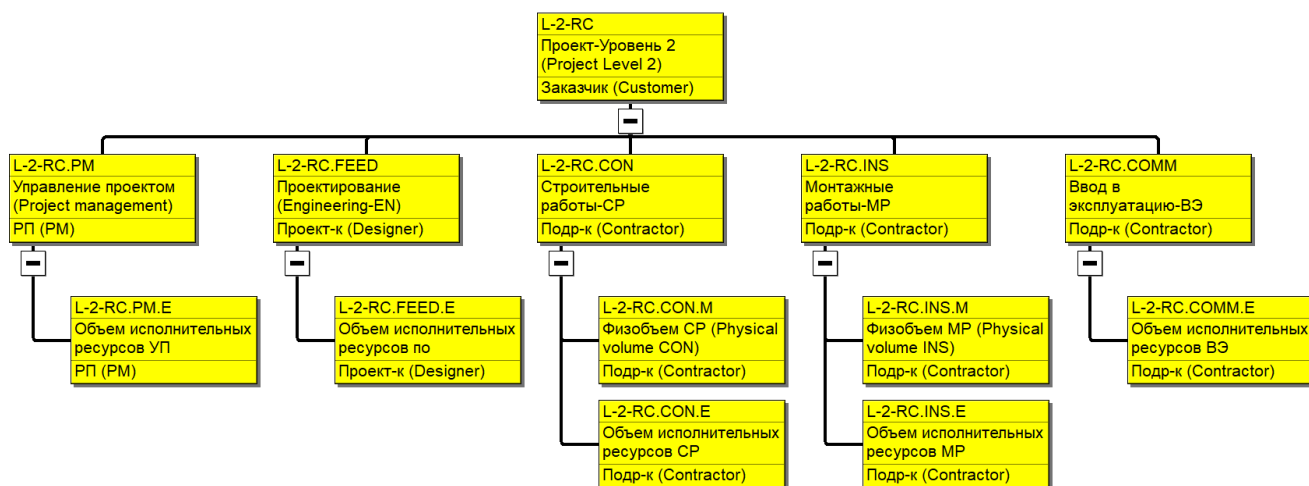 L-2-RC
Проект-Уровень 2
(Project Level 2)
Заказчик (Customer)
L-2-RC.PM
Управление проектом
(Project management)
РП (PM)
L-2-RC.FEED
Проектирование
(Engineering-EN)
Проект-к (Designer)
L-2-RC.CON
Строительные
работы-СР
Подр-к (Contractor)
L-2-RC.INS
Монтажные
работы-МР
Подр-к (Contractor)
L-2-RC.COMM
Ввод в
эксплуатацию-ВЭ
Подр-к (Contractor)
L-2-RC.PM.E
Объем исполнительных
ресурсов УП
РП (PM)
L-2-RC.FEED.E
Объем исполнительных
ресурсов по
Проект-к (Designer)
L-2-RC.CON.M
Физобъем СР (Physical
volume CON)
Подр-к (Contractor)
L-2-RC.INS.M
Физобъем МР (Physical
volume INS)
Подр-к (Contractor)
L-2-RC.COMM.E
Объем исполнительных
ресурсов ВЭ
Подр-к (Contractor)
L-2-RC.CON.E
Объем исполнительных
ресурсов СР
Подр-к (Contractor)
L-2-RC.INS.E
Объем исполнительных
ресурсов МР
Подр-к (Contractor)